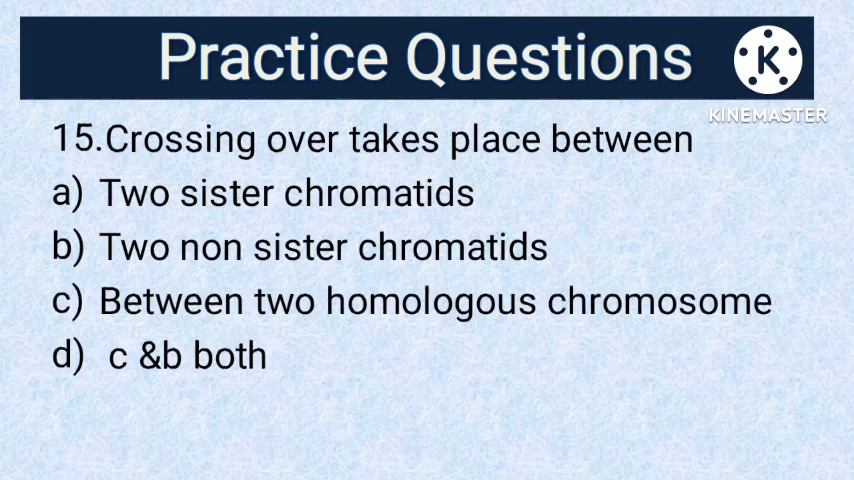 Practice Questions
K
KINEMASTER
15.Crossing over takes place between
a) Two sister chromatids
b) Two non sister chromatids
c) Between two homologous chromosome
d) c &b both